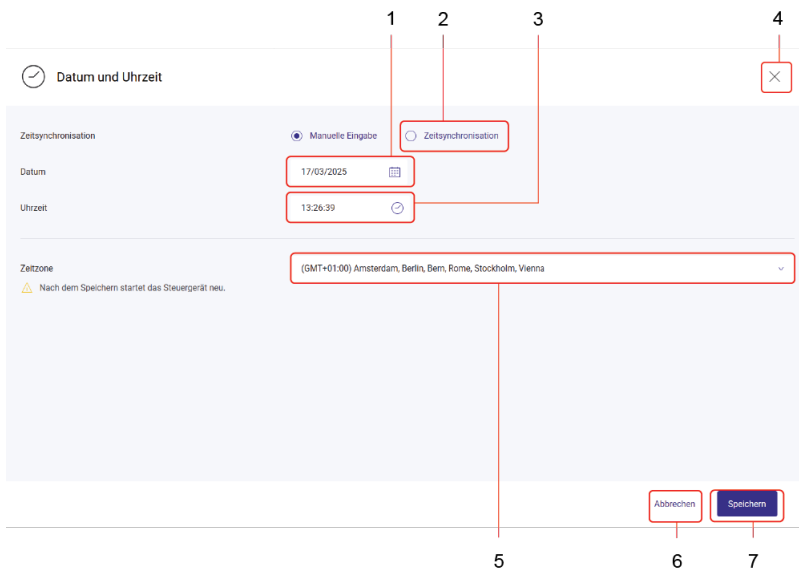 1 2 3 4
Datum und Uhrzeit
Zeitsynchronisation Manuelle Eingabe Zeitsynchronisation
Datum 17/03/2025
Uhrzeit 13:26:39
Zeitzone (GMT+01:00) Amsterdam, Berlin, Bern, Rome, Stockholm, Vienna
Nach dem Speichern startet das Steuergerät neu.
Abbrechen Speichern
5 6 7